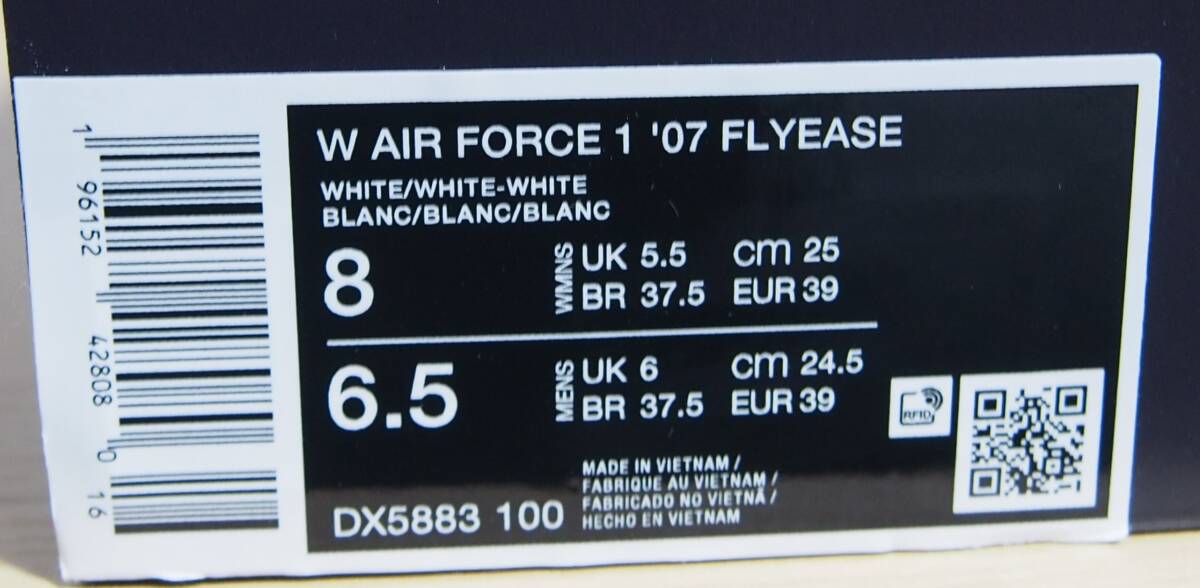 W AIR FORCE 1 '07 FLYEASE
WHITE/WHITE-WHITE
BLANC/BLANC/BLANC
8
WMNS
UK 5.5 cm 25
BR 37.5 EUR 39
6.5
MENS
UK 6 cm 24.5
BR 37.5 EUR 39
RFID
MADE IN VIETNAM /
FABRIQUE AU VIETNAM /
FABRICADO NO VIETNÃ /
HECHO EN VIETNAM
DX5883 100
1 96152 42808 0 16